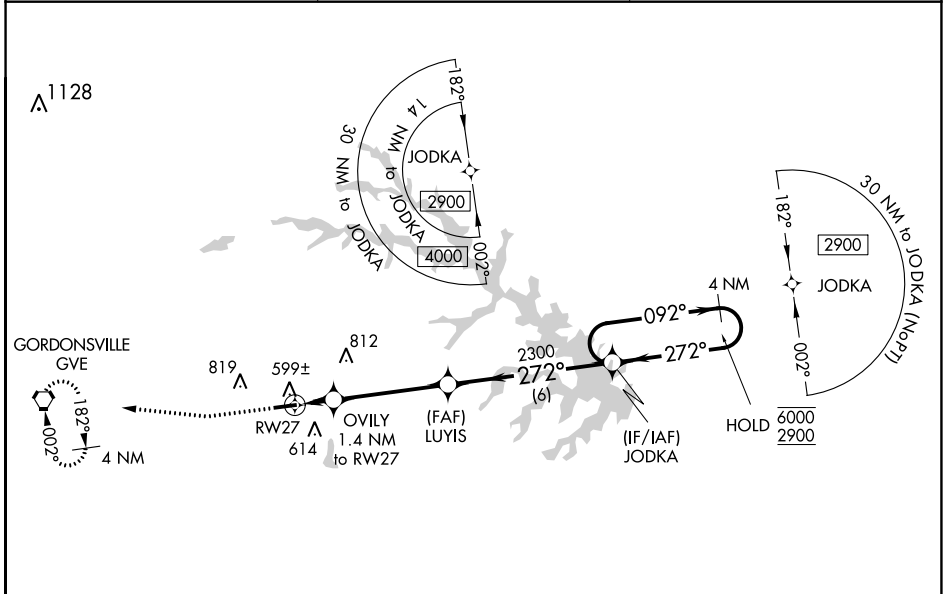 1128
182°
14 NM to JODKA
30 NM to JODKA
JODKA
2900
4000
002°
182°
30 NM to JODKA (NoPT)
2900
JODKA
002°
4 NM
092°
272°
HOLD 6000
2900
(IF/IAF)
JODKA
2300
272°
(6)
(FAF)
LUYIS
812
OVILY
1.4 NM
to RW27
599±
819
RW27
614
GORDONSVILLE
GVE
182°
002°
4 NM